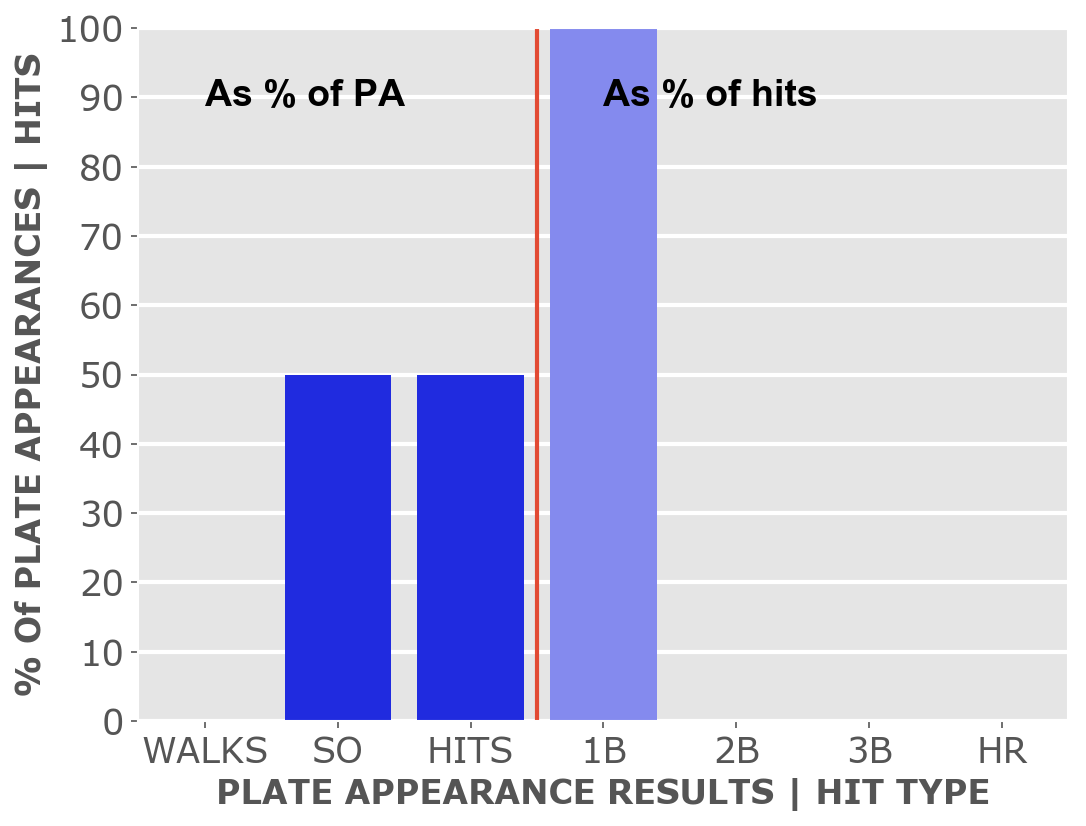 % Of PLATE APPEARANCES | HITS
100
90
80
70
60
50
40
30
20
10
0
As % of PA
As % of hits
WALKS SO HITS 1B 2B 3B HR
PLATE APPEARANCE RESULTS | HIT TYPE